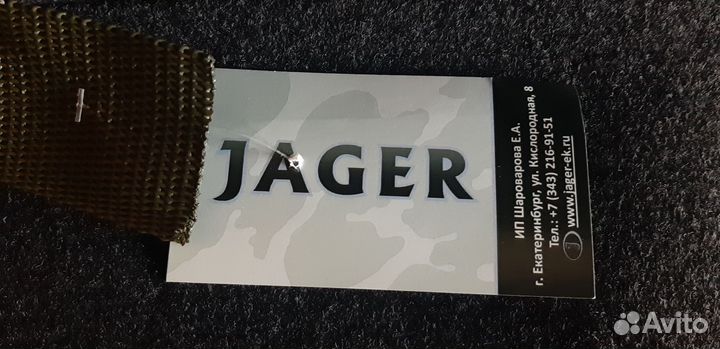 JAGER
ИП Шароварова Е.А.
г. Екатеринбург, ул. Кислородная, 8
Тел.: +7 (343) 216-91-51
J www.jager-ek.ru
Avito